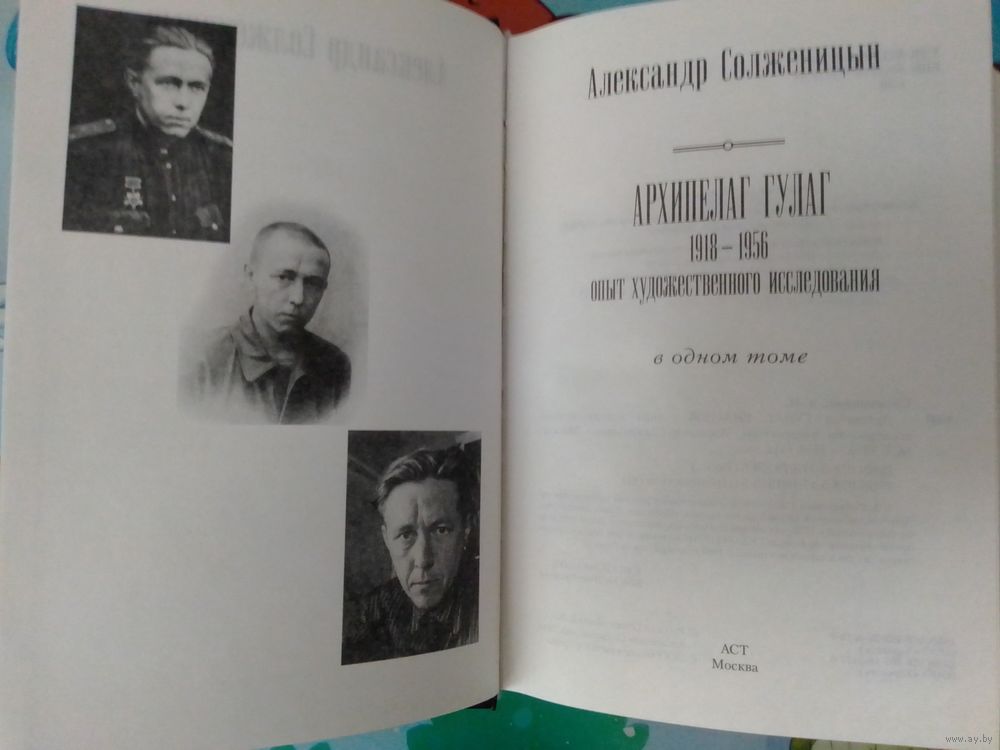 Александр Солженицын
АРХИПЕЛАГ ГУЛАГ
1918 – 1956
опыт художественного исследования
в одном томе
АСТ
Москва
www.ay.by